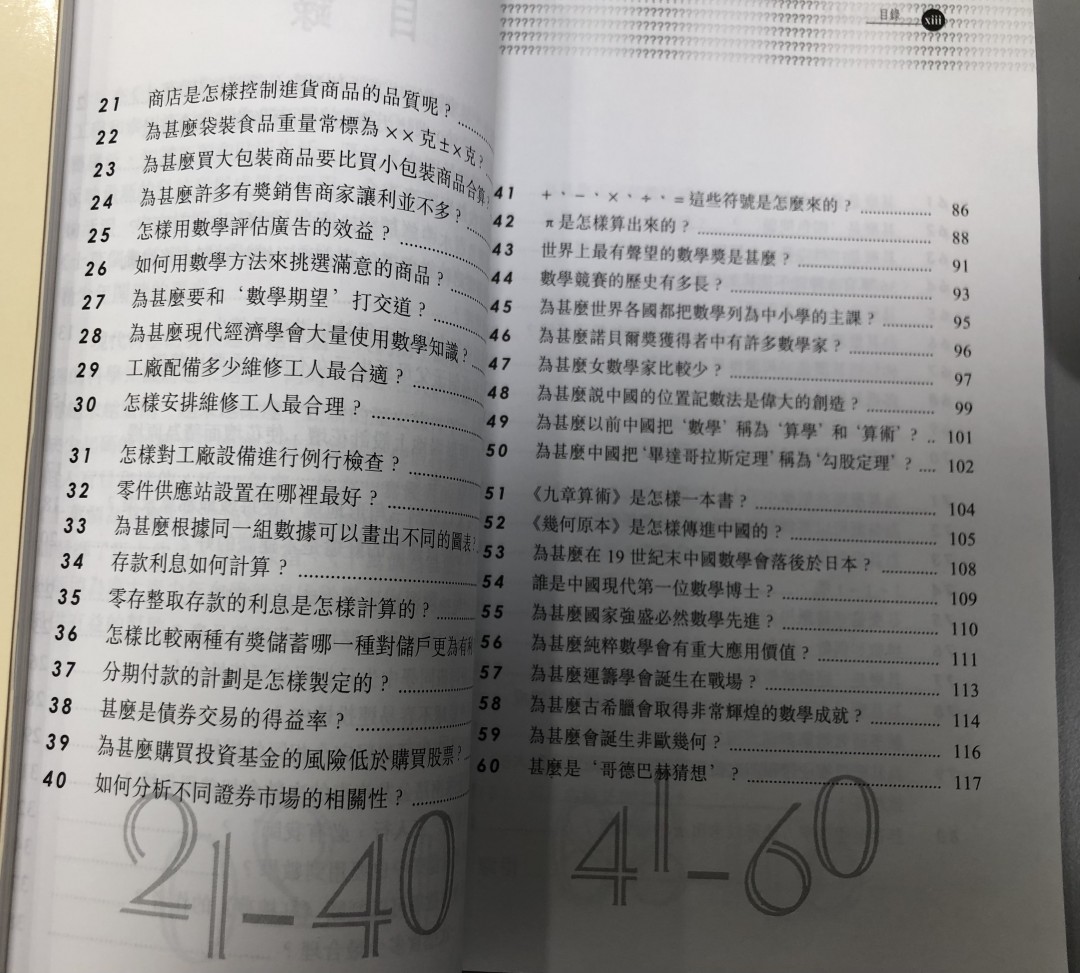 21 商店是怎樣控制進貨商品的品質呢？
22 為甚麼袋裝食品重量常標為 ××克±×克？
23 為甚麼買大包裝商品要比買小包裝商品合算？
24 為甚麼許多有獎銷售商家讓利並不多？
25 怎樣用數學評估廣告的效益？
26 如何用數學方法來挑選滿意的商品？
27 為甚麼要和‘數學期望’打交道？
28 為甚麼現代經濟學會大量使用數學知識？
29 工廠配備多少維修工人最合適？
30 怎樣安排維修工人最合理？
31 怎樣對工廠設備進行例行檢查？
32 零件供應站設置在哪裡最好？
33 為甚麼根據同一組數據可以畫出不同的圖表？
34 存款利息如何計算？
35 零存整取存款的利息是怎樣計算的？
36 怎樣比較兩種有獎儲蓄哪一種對儲戶更為有利
37 分期付款的計劃是怎樣製定的？
38 甚麼是債券交易的得益率？
39 為甚麼購買投資基金的風險低於購買股票？
40 如何分析不同證券市場的相關性？
21-40
目錄 xiii
41 +、-、×、÷、=這些符號是怎麼來的？ 86
42 π是怎樣算出來的？ 88
43 世界上最有聲望的數學獎是甚麼？ 91
44 數學競賽的歷史有多長？ 93
45 為甚麼世界各國都把數學列為中小學的主課？ 95
46 為甚麼諾貝爾獎獲得者中有許多數學家？ 96
47 為甚麼女數學家比較少？ 97
48 為甚麼説中國的位置記數法是偉大的創造？ 99
49 為甚麼以前中國把‘數學’稱為‘算學’和‘算術’？ .. 101
50 為甚麼中國把‘畢達哥拉斯定理’稱為‘勾股定理’？ .... 102
51 《九章算術》是怎樣一本書？ 104
52 《幾何原本》是怎樣傳進中國的？ 105
53 為甚麼在 19 世紀末中國數學會落後於日本？ 108
54 誰是中國現代第一位數學博士？ 109
55 為甚麼國家強盛必然數學先進？ 110
56 為甚麼純粹數學會有重大應用價值？ 111
57 為甚麼運籌學會誕生在戰場？ 113
58 為甚麼古希臘會取得非常輝煌的數學成就？ 114
59 為甚麼會誕生非歐幾何？ 116
60 甚麼是‘哥德巴赫猜想’？ 117
41-60